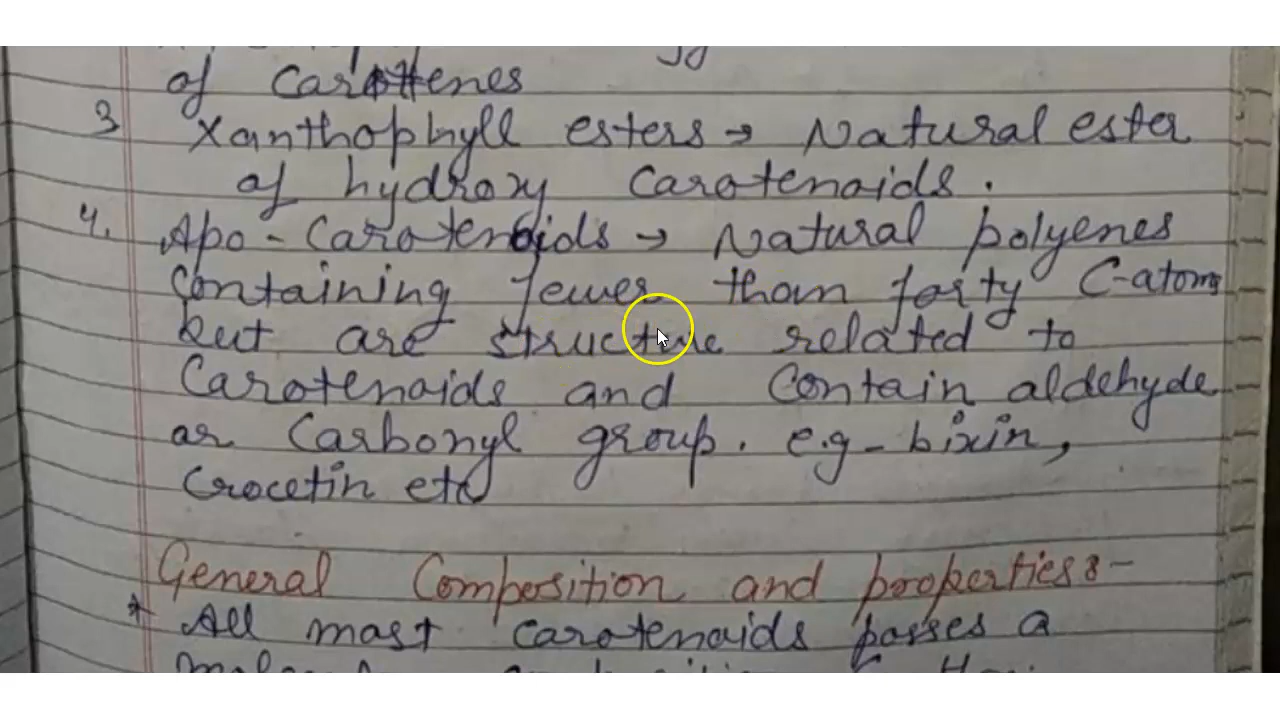 of Carottenes
3 Xanthophyll esters → Natural ester
of hydroxy Carotenoids.
4. Apo - Carotenoids → Natural polyenes
Containing fewer than forty C-atoms
but are structure related to
Carotenoids and Contain aldehyde
or Carbonyl group. e.g - bixin,
Crocetin etc
General Composition and properties :-
* All most carotenoids posses a